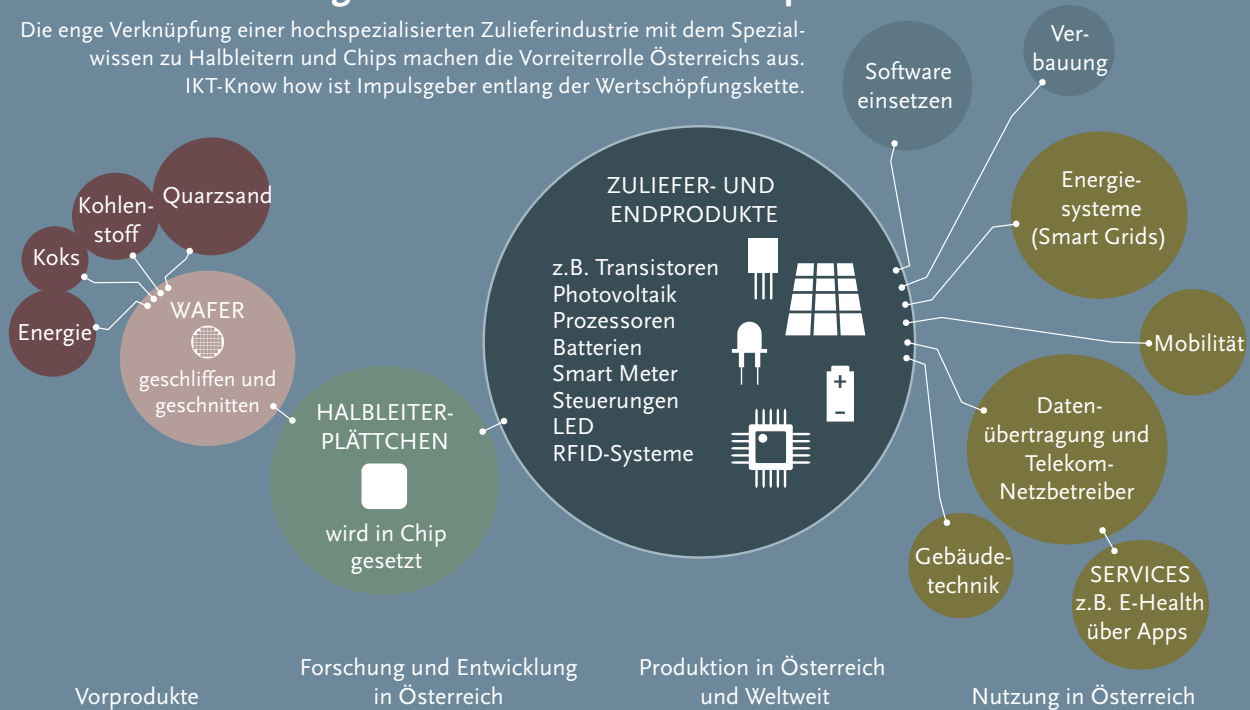 Die enge Verknüpfung einer hochspezialisierten Zulieferindustrie mit dem Spezial-
wissen zu Halbleitern und Chips machen die Vorreiterrolle Österreichs aus.
IKT-Know how ist Impulsgeber entlang der Wertschöpfungskette.
Quarzsand
Kohlen-
stoff
Koks
Energie
WAFER
geschliffen und
geschnitten
HALBLEITER-
PLÄTTCHEN
wird in Chip
gesetzt
ZULIEFER- UND
ENDPRODUKTE
z.B. Transistoren
Photovoltaik
Prozessoren
Batterien
Smart Meter
Steuerungen
LED
RFID-Systeme
+
–
Software
einsetzen
Ver-
bauung
Energie-
systeme
(Smart Grids)
Mobilität
Daten-
übertragung und
Telekom-
Netzbetreiber
Gebäude-
technik
SERVICES
z.B. E-Health
über Apps
Vorprodukte
Forschung und Entwicklung
in Österreich
Produktion in Österreich
und Weltweit
Nutzung in Österreich